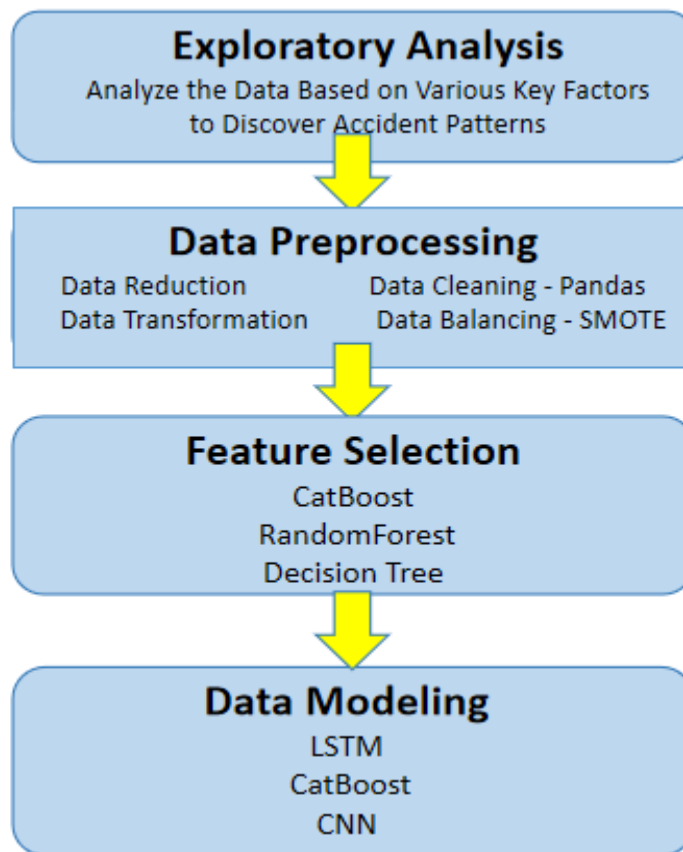 Exploratory Analysis
Analyze the Data Based on Various Key Factors
to Discover Accident Patterns
Data Preprocessing
Data Reduction Data Cleaning - Pandas
Data Transformation Data Balancing - SMOTE
Feature Selection
CatBoost
RandomForest
Decision Tree
Data Modeling
LSTM
CatBoost
CNN